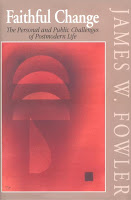 Faithful Change
The Personal and Public Challenges
of Postmodern Life
JAMES W. FOWLER